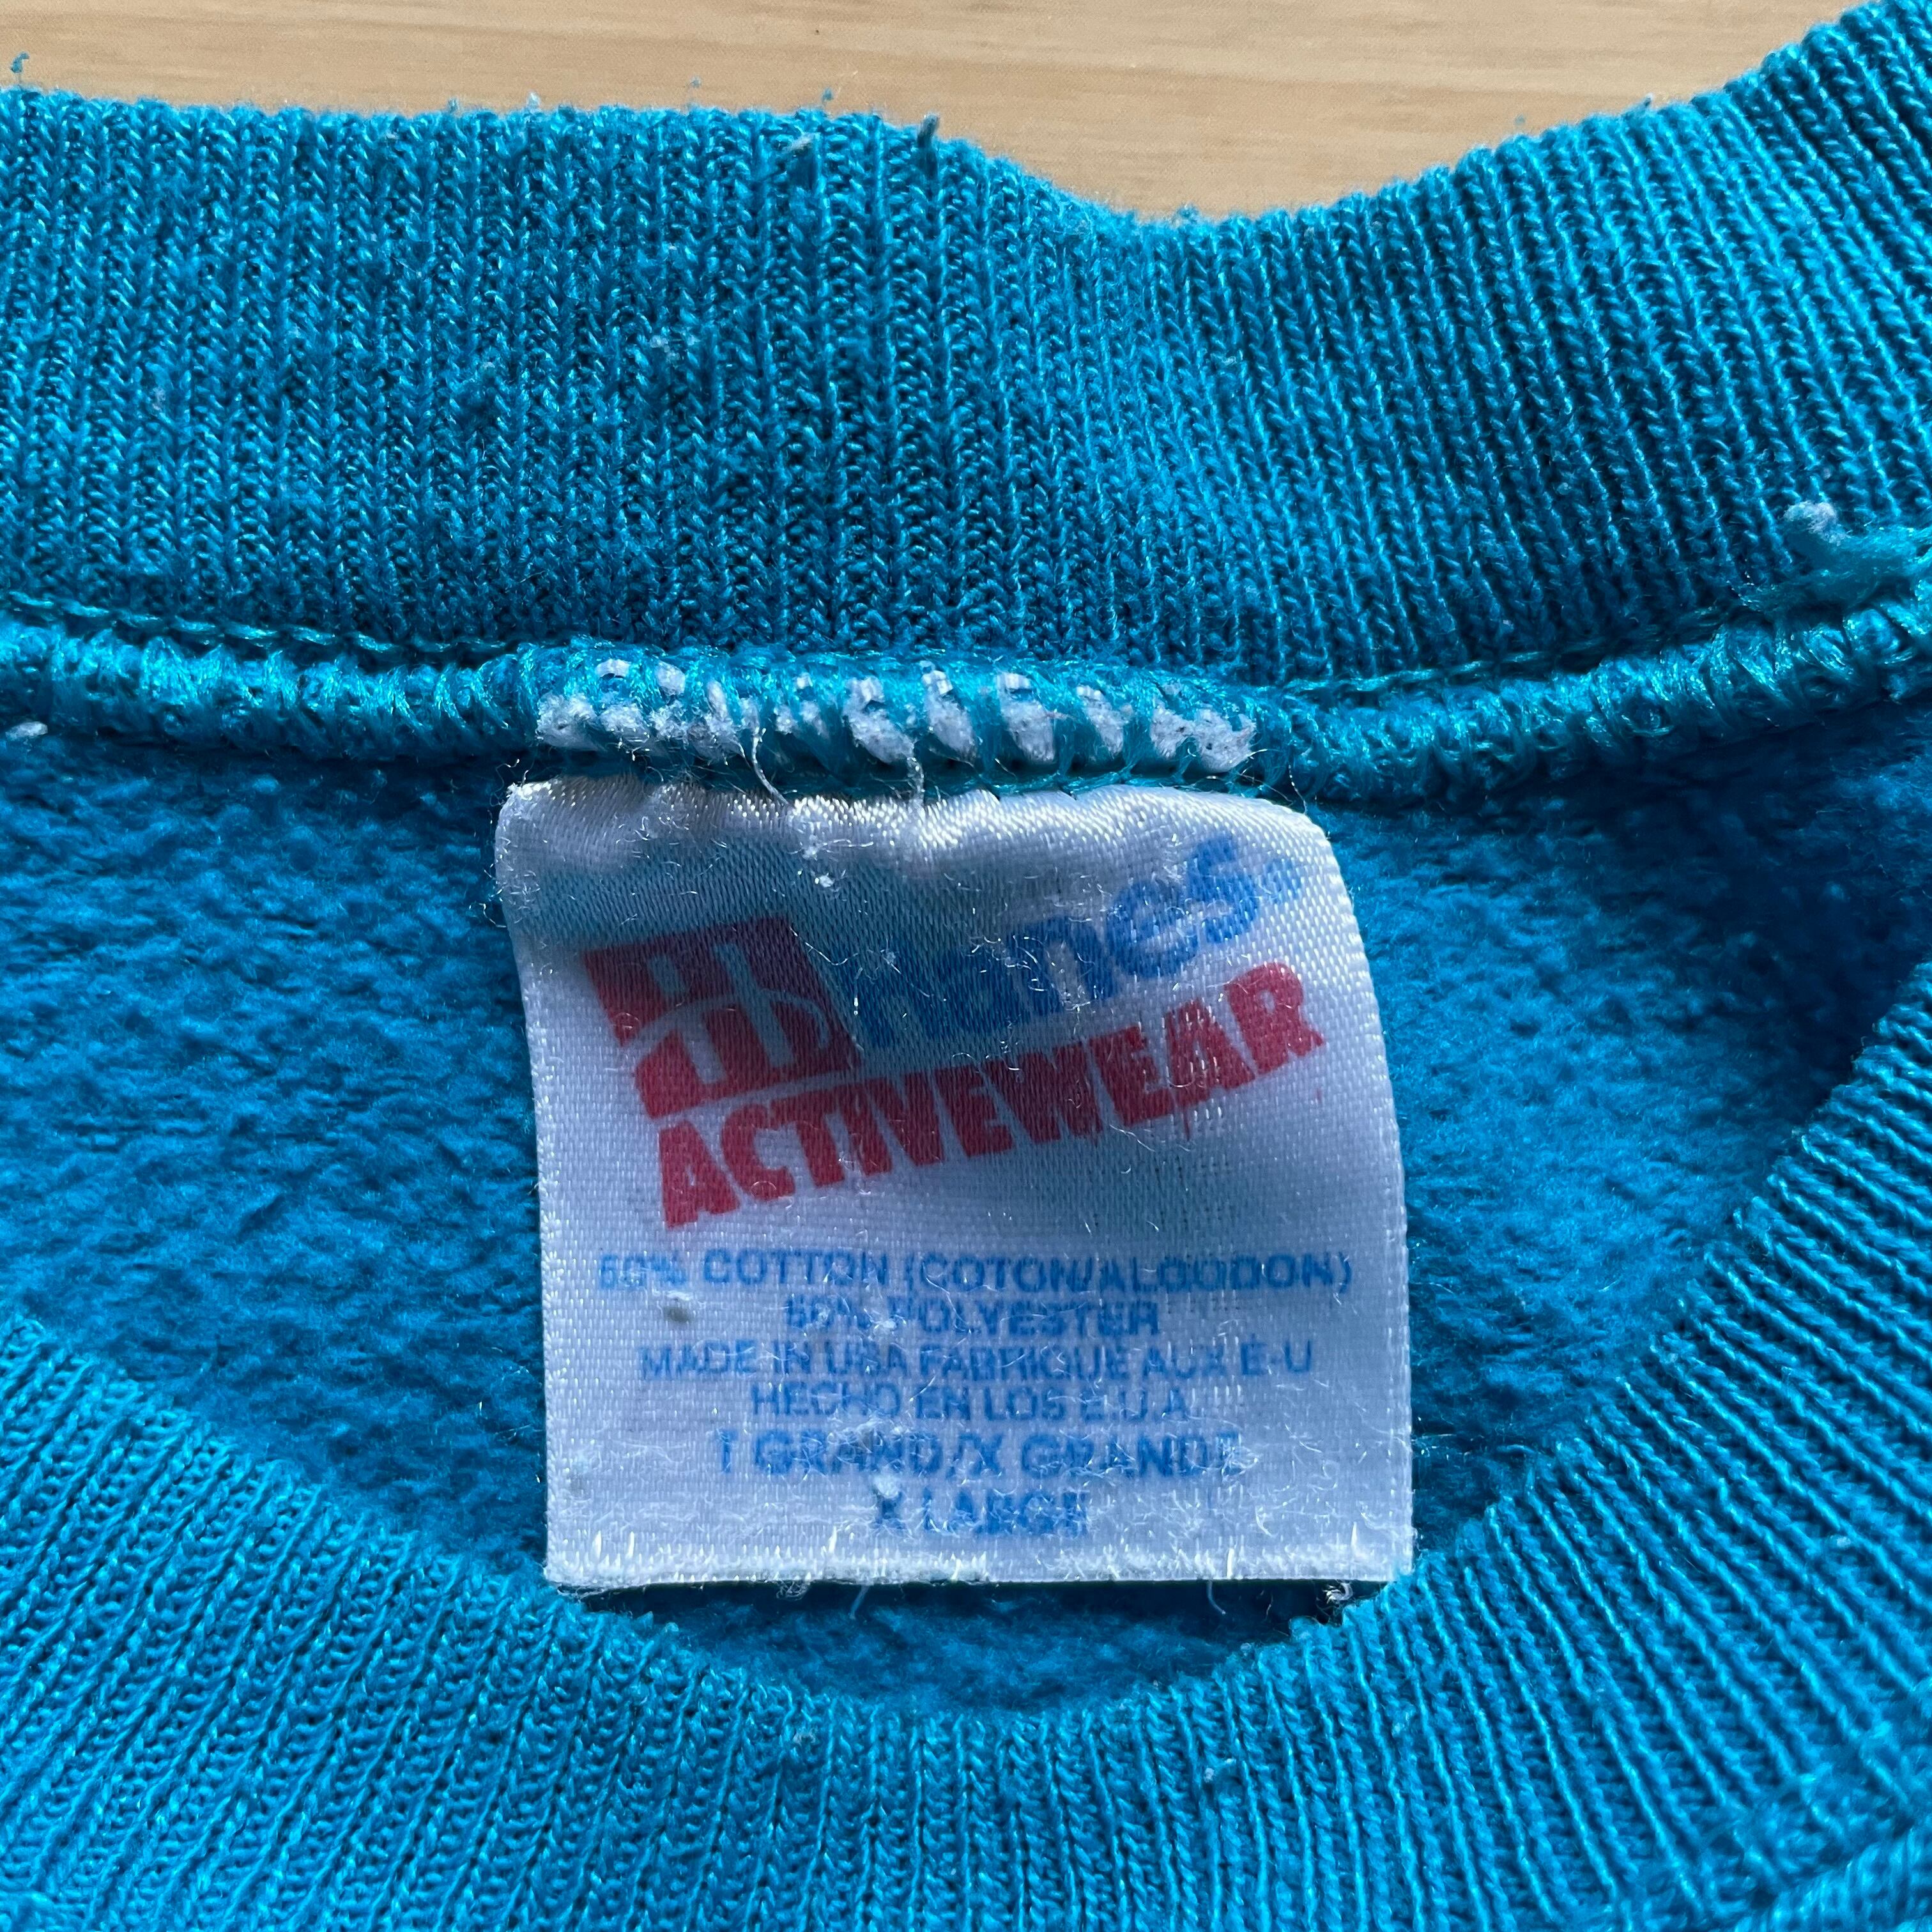 Hanes
ACTIVEWEAR
50% COTTON (COTON/ALGODON)
50% POLYESTER
MADE IN USA FABRIQUE AUX E-U
HECHO EN LOS E.U.A.
T GRAND/X GRANDE
X LARGE